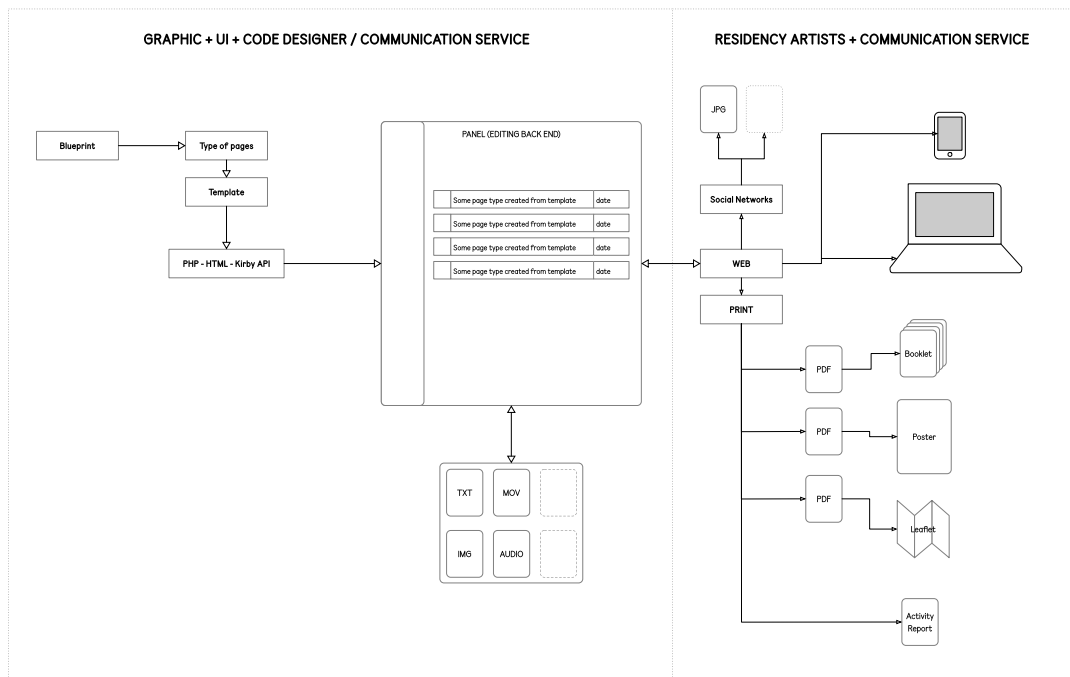 GRAPHIC + UI + CODE DESIGNER / COMMUNICATION SERVICE
RESIDENCY ARTISTS + COMMUNICATION SERVICE
Blueprint
Type of pages
Template
PHP - HTML - Kirby API
PANEL (EDITING BACK END)
Some page type created from template date
Some page type created from template date
Some page type created from template date
Some page type created from template date
TXT
MOV
IMG
AUDIO
JPG
Social Networks
WEB
PRINT
PDF
Booklet
PDF
Poster
PDF
Leaflet
Activity
Report